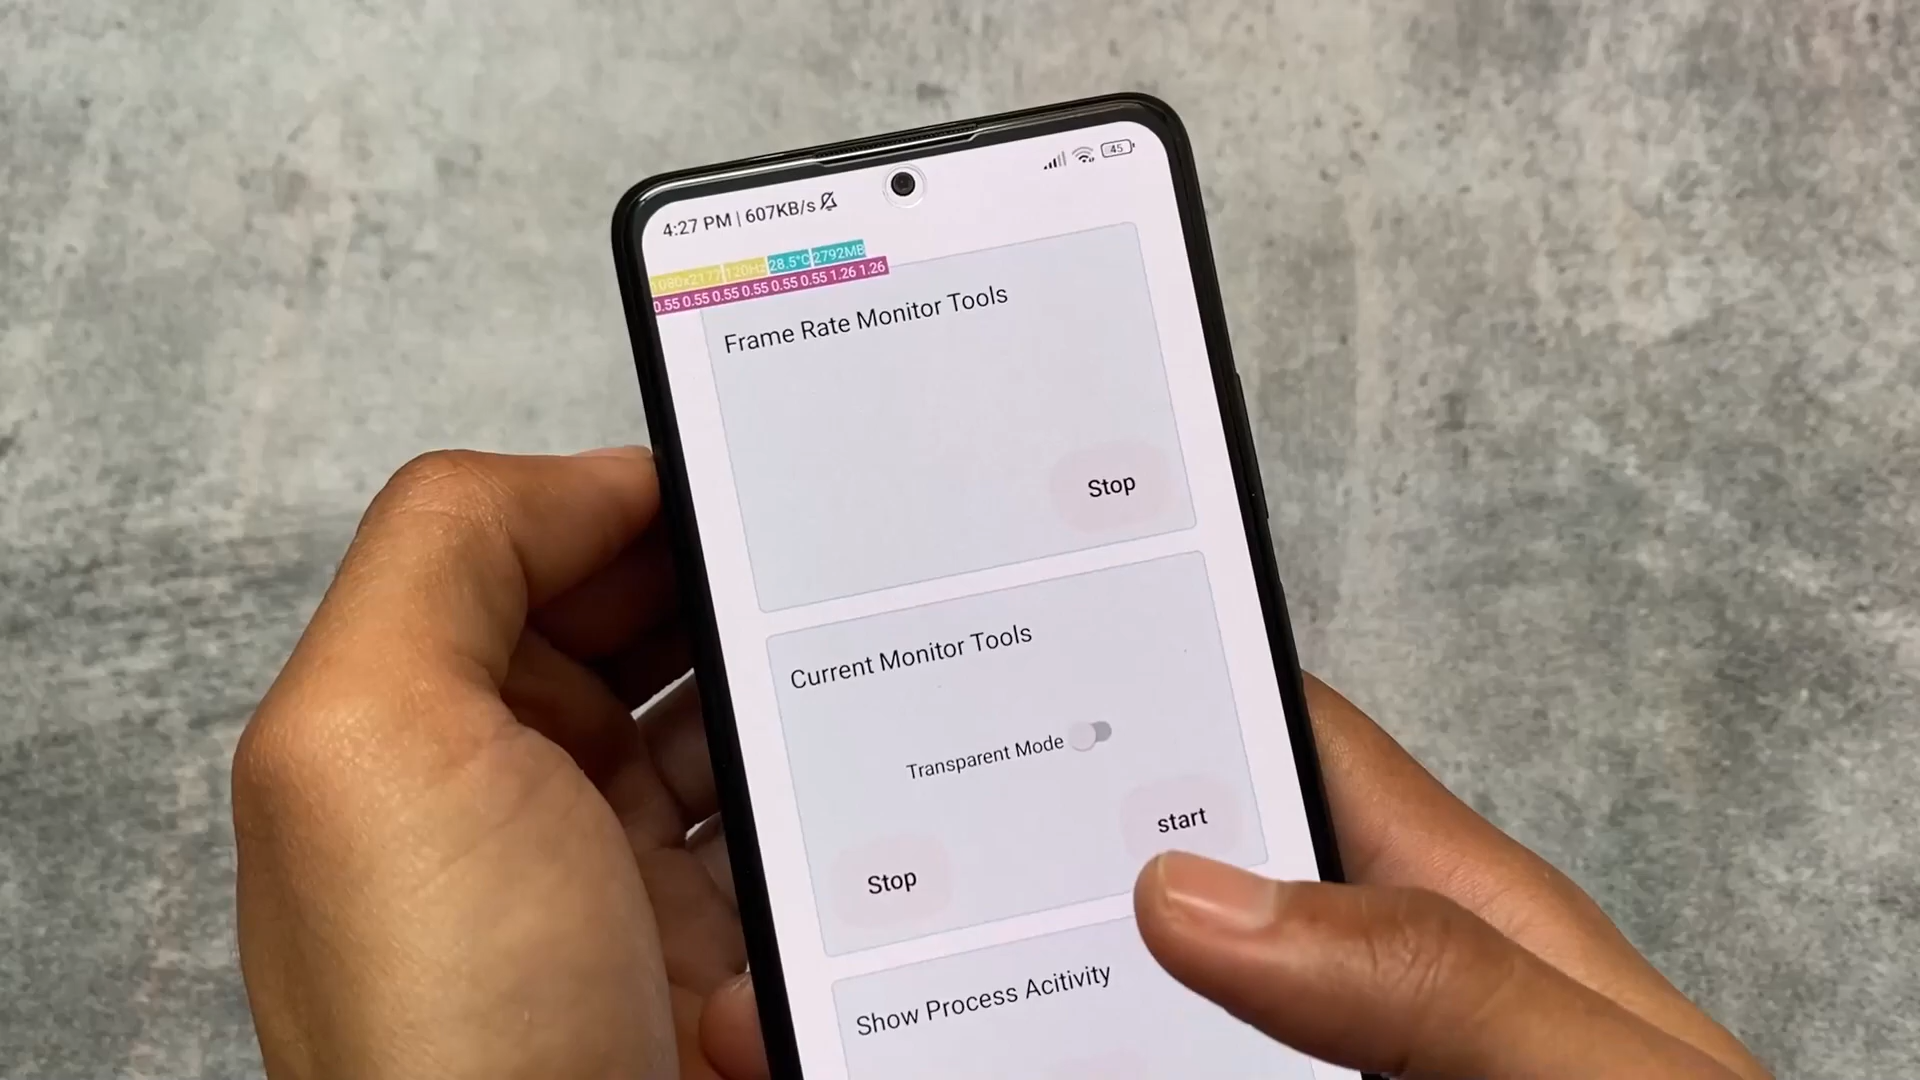 4:27 PM | 607KB/s
45
1080x2177 120Hz 28.5°C 2792MB
0.55 0.55 0.55 0.55 0.55 0.55 1.26 1.26
Frame Rate Monitor Tools
Stop
Current Monitor Tools
Transparent Mode
start
Stop
Show Process Acitivity